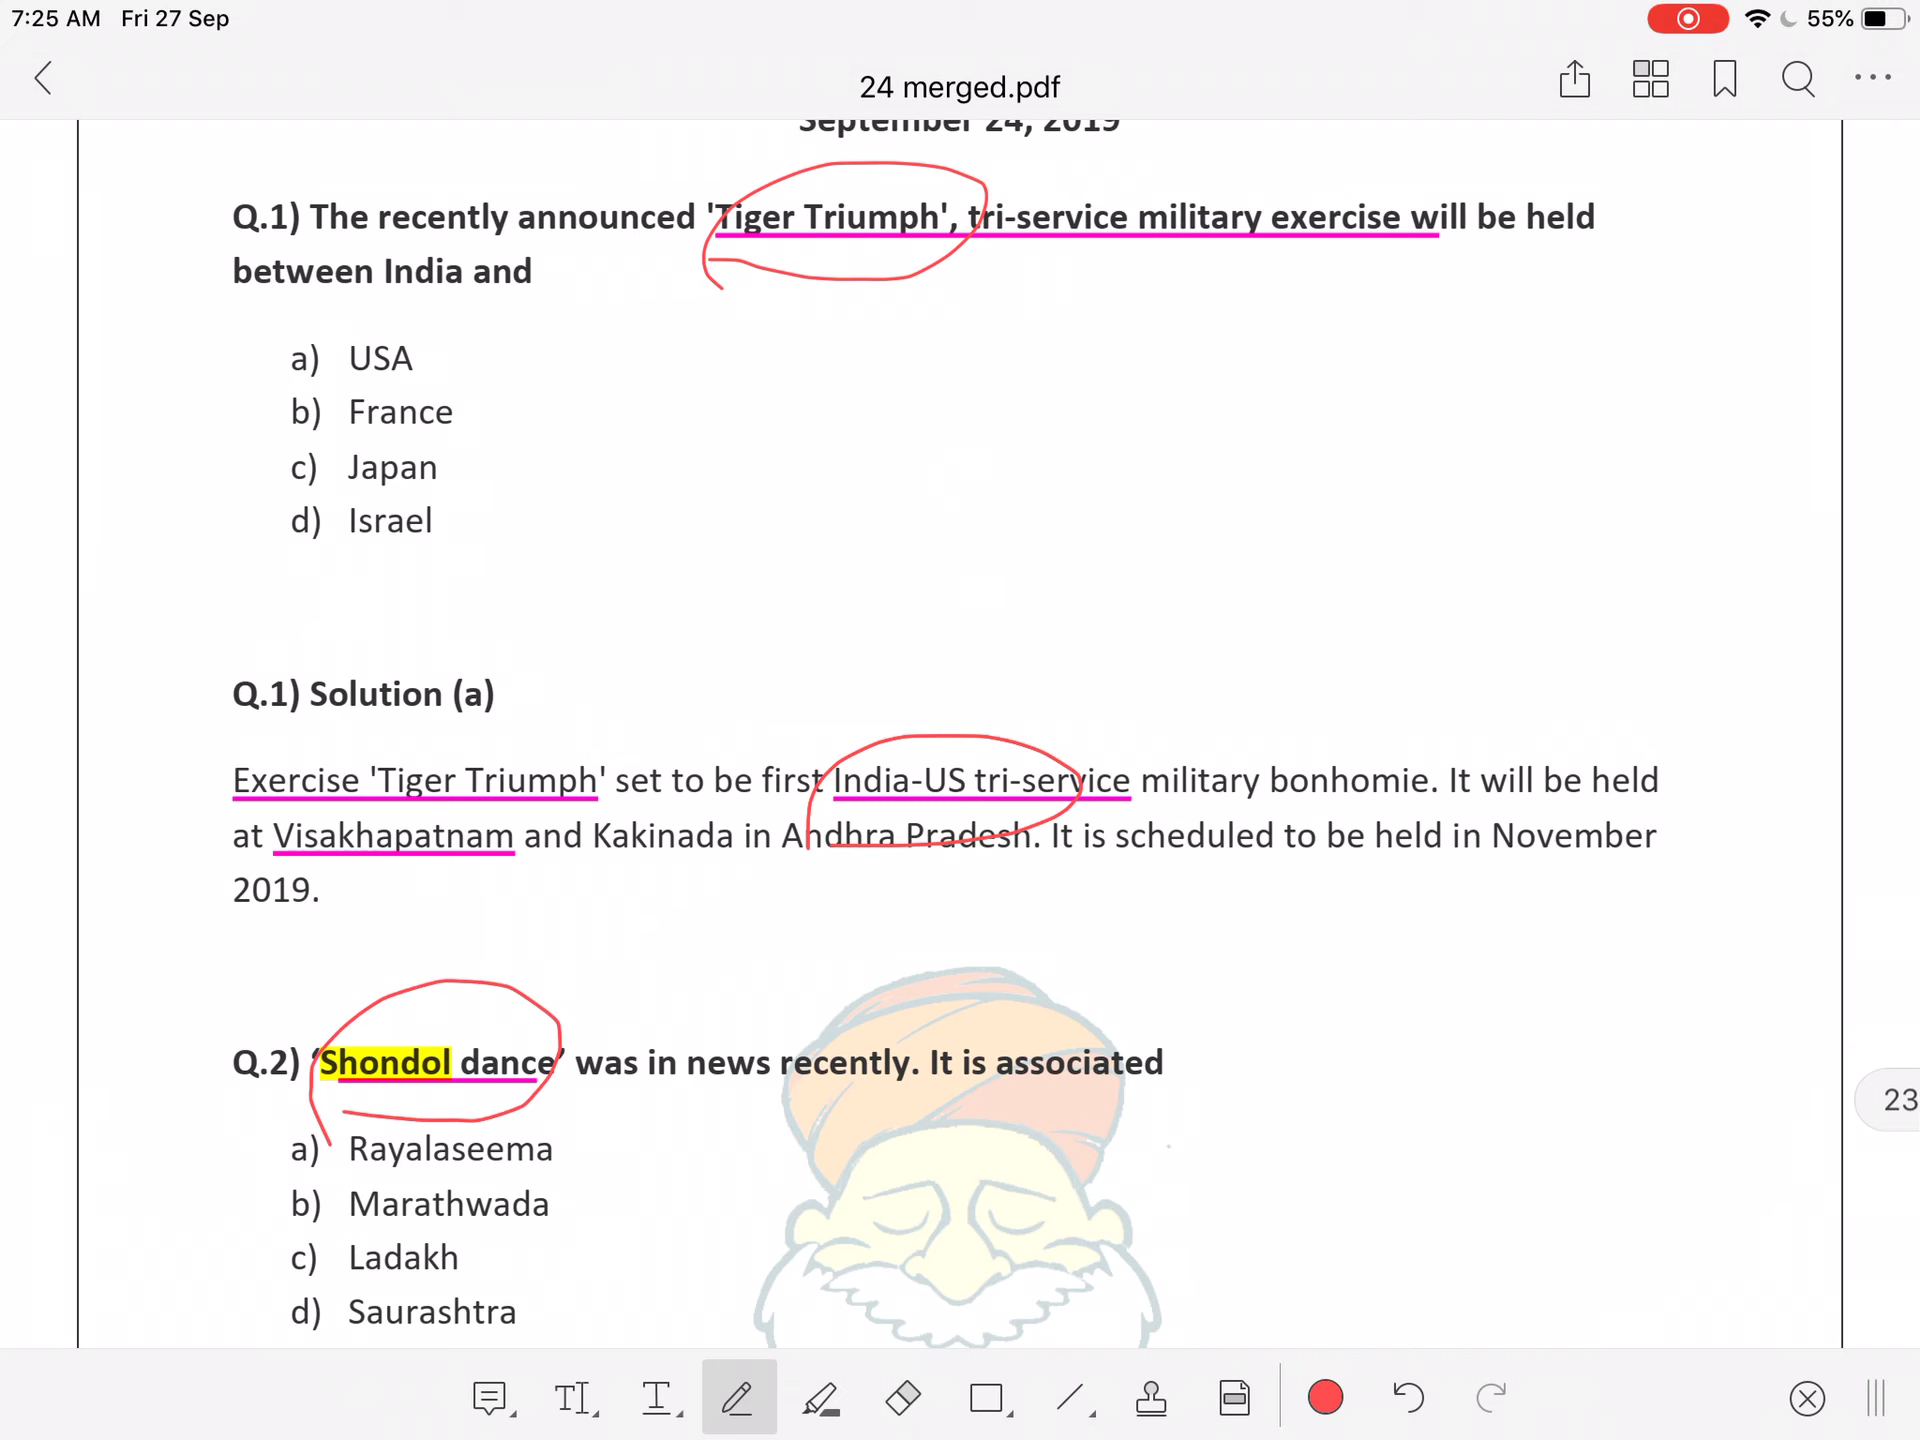 7:25 AM Fri 27 Sep
55%
24 merged.pdf
September 24, 2019
Q.1) The recently announced 'Tiger Triumph', tri-service military exercise will be held
between India and
a) USA
b) France
c) Japan
d) Israel
Q.1) Solution (a)
Exercise 'Tiger Triumph' set to be first India-US tri-service military bonhomie. It will be held
at Visakhapatnam and Kakinada in Andhra Pradesh. It is scheduled to be held in November
2019.
Q.2) ‘Shondol dance’ was in news recently. It is associated
23
a) Rayalaseema
b) Marathwada
c) Ladakh
d) Saurashtra